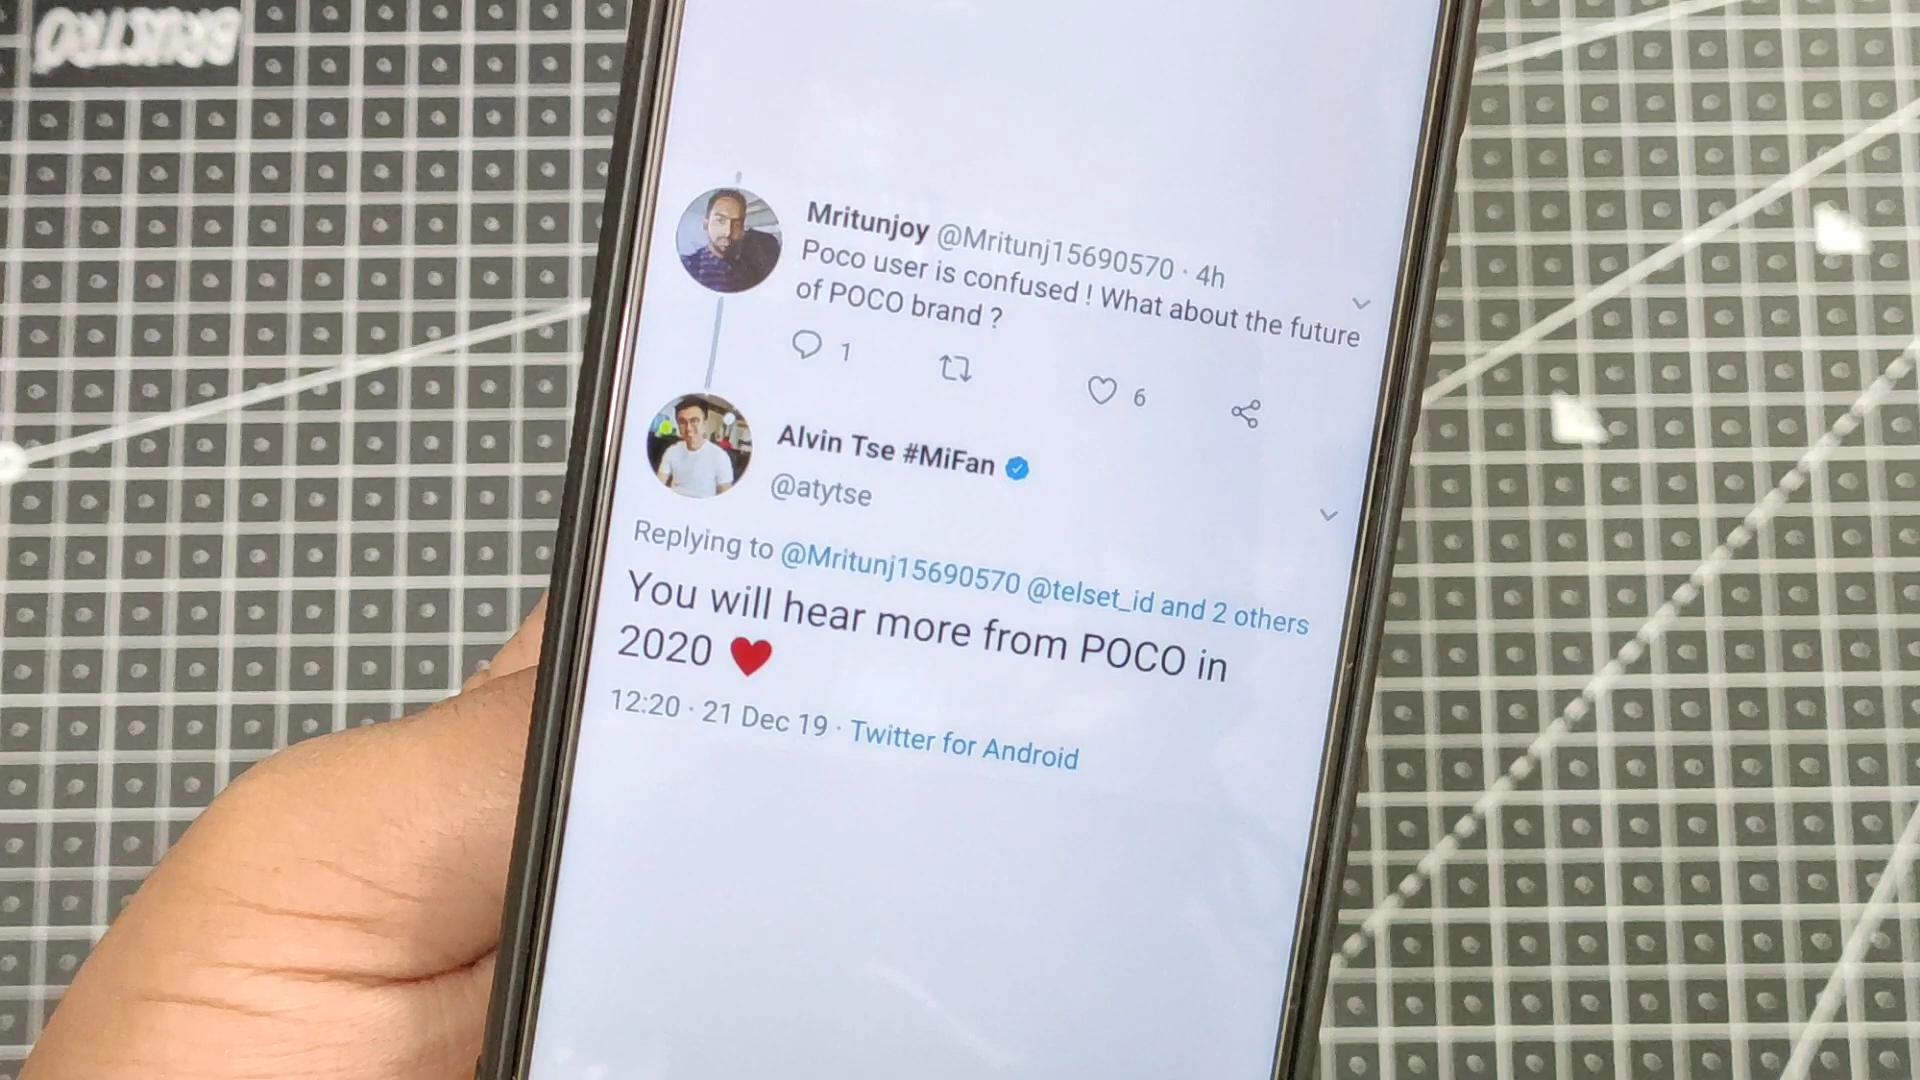 BRUSTRO
Mritunjoy @Mritunj15690570 · 4h
Poco user is confused ! What about the future
of POCO brand ?
1 6
Alvin Tse #MiFan
@atytse
Replying to @Mritunj15690570 @telset_id and 2 others
You will hear more from POCO in
2020 ❤
12:20 · 21 Dec 19 · Twitter for Android